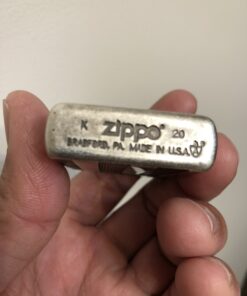 K zippo 20
BRADFORD, PA. MADE IN U.S.A.